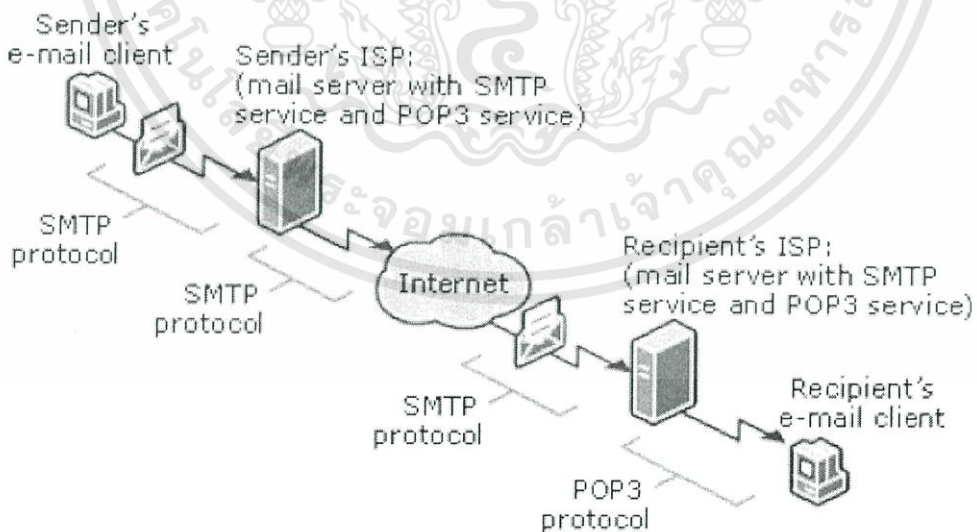 Sender's
e-mail client
Sender's ISP:
(mail server with SMTP
service and POP3 service)
SMTP
protocol
SMTP
protocol
Internet
Recipient's ISP:
(mail server with SMTP
service and POP3 service)
SMTP
protocol
Recipient's
e-mail client
POP3
protocol